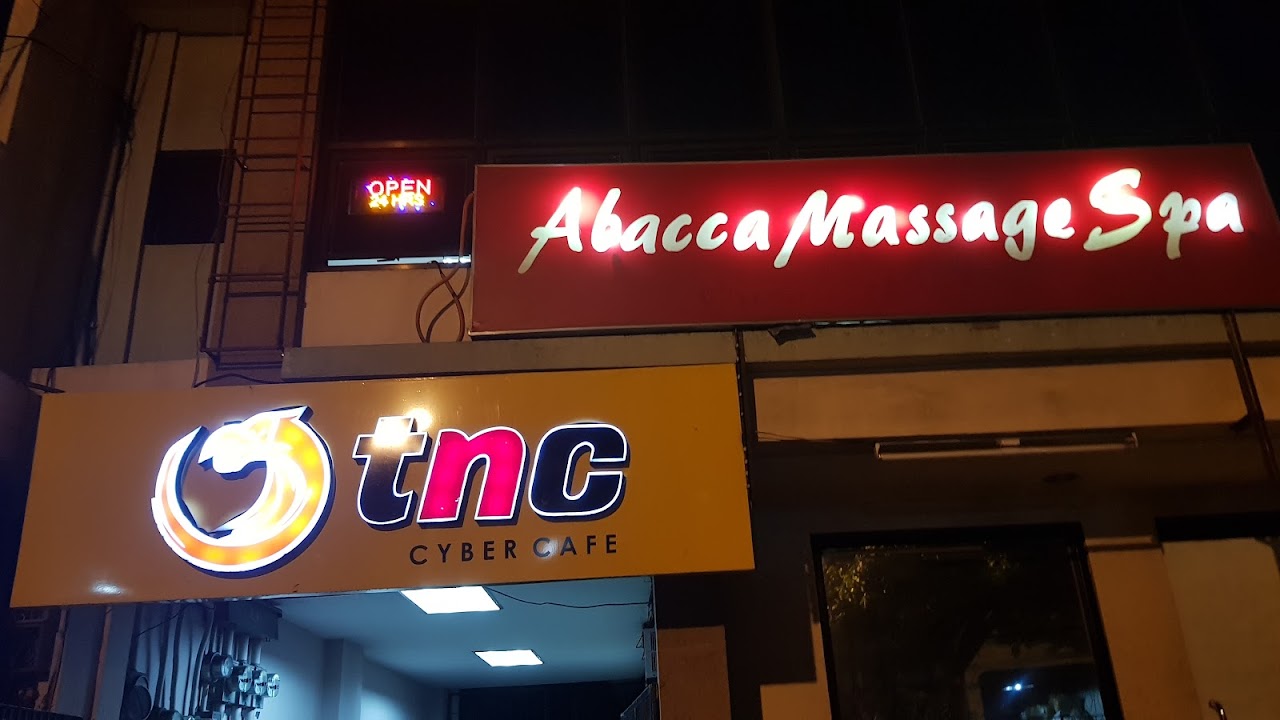 OPEN
24 HRS
Abacca Massage Spa
tnc
CYBER CAFE